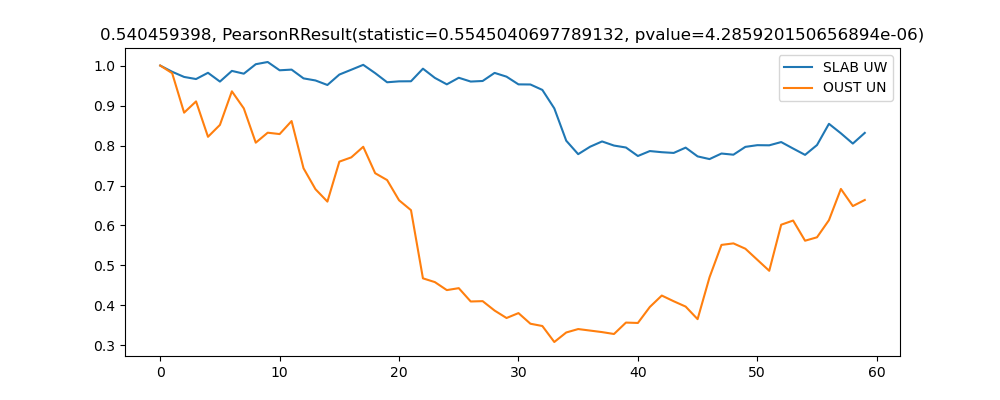 0.540459398, PearsonRResult(statistic=0.5545040697789132, pvalue=4.285920150656894e-06)
SLAB UW
OUST UN
1.0
0.9
0.8
0.7
0.6
0.5
0.4
0.3
0 10 20 30 40 50 60